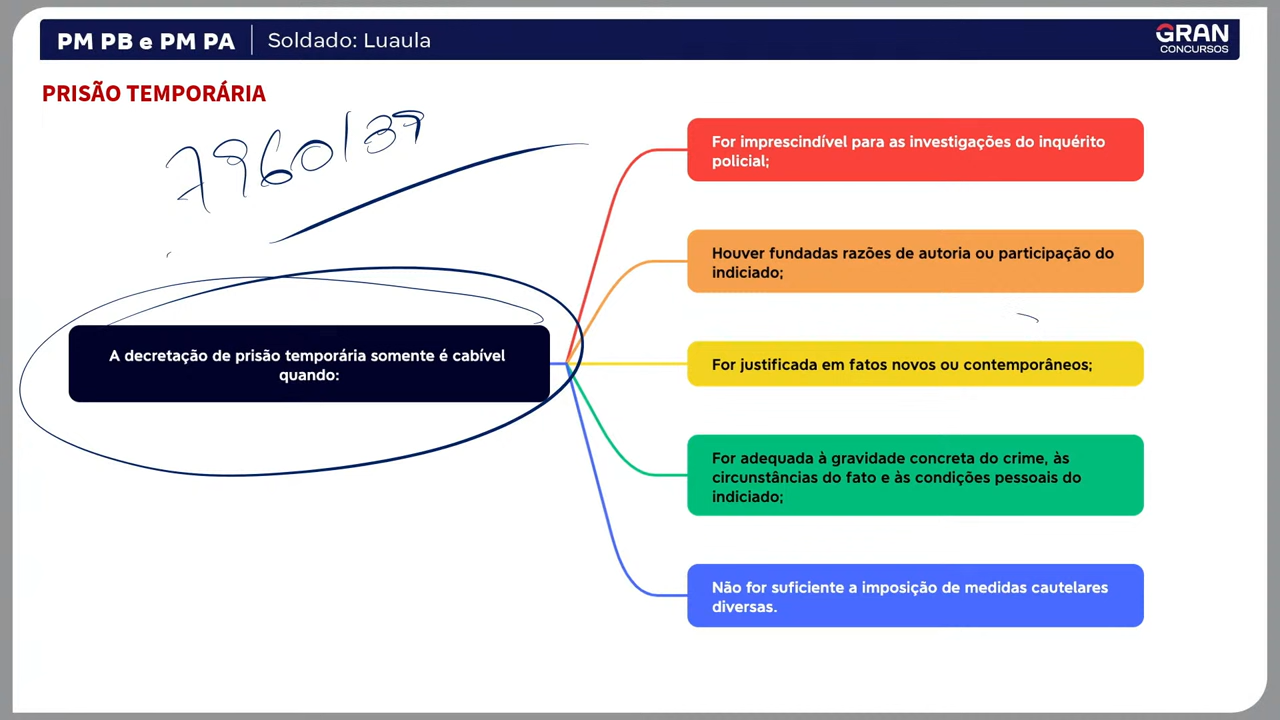 PM PB e PM PA
Soldado: Luaula
GRAN
CONCURSOS
PRISÃO TEMPORÁRIA
7960/89
A decretação de prisão temporária somente é cabível
quando:
For imprescindível para as investigações do inquérito
policial;
Houver fundadas razões de autoria ou participação do
indiciado;
For justificada em fatos novos ou contemporâneos;
For adequada à gravidade concreta do crime, às
circunstâncias do fato e às condições pessoais do
indiciado;
Não for suficiente a imposição de medidas cautelares
diversas.